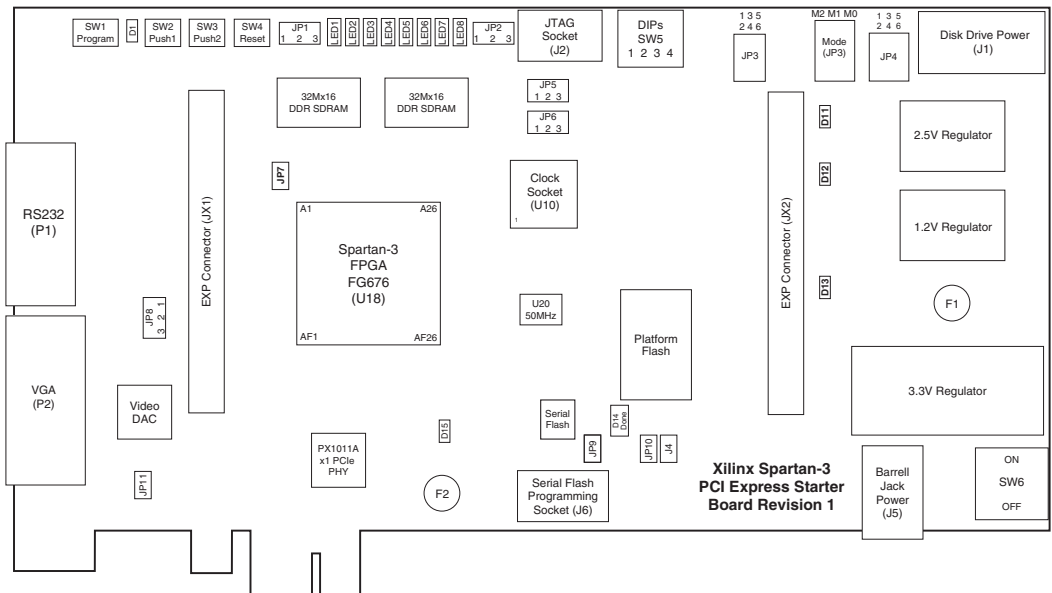 SW1
Program
D1
SW2
Push1
SW3
Push2
SW4
Reset
JP1
1 2 3
LED1
LED2
LED3
LED4
LED5
LED6
LED7
LED8
JP2
1 2 3
JTAG
Socket
(J2)
DIPs
SW5
1 2 3 4
1 3 5
2 4 6
JP3
M2 M1 M0
Mode
(JP3)
1 3 5
2 4 6
JP4
Disk Drive Power
(J1)
32Mx16
DDR SDRAM
32Mx16
DDR SDRAM
JP5
1 2 3
JP6
1 2 3
D11
2.5V Regulator
JP7
Clock
Socket
(U10)
1
D12
RS232
(P1)
EXP Connector (JX1)
A1
A26
Spartan-3
FPGA
FG676
(U18)
AF1
AF26
EXP Connector (JX2)
1.2V Regulator
D13
F1
JP8
3 2 1
U20
50MHz
Platform
Flash
VGA
(P2)
Video
DAC
3.3V Regulator
Serial
Flash
D14
Done
D15
PX1011A
x1 PCIe
PHY
JP9
JP10
J4
JP11
F2
Serial Flash
Programming
Socket (J6)
Xilinx Spartan-3
PCI Express Starter
Board Revision 1
Barrell
Jack
Power
(J5)
ON
SW6
OFF